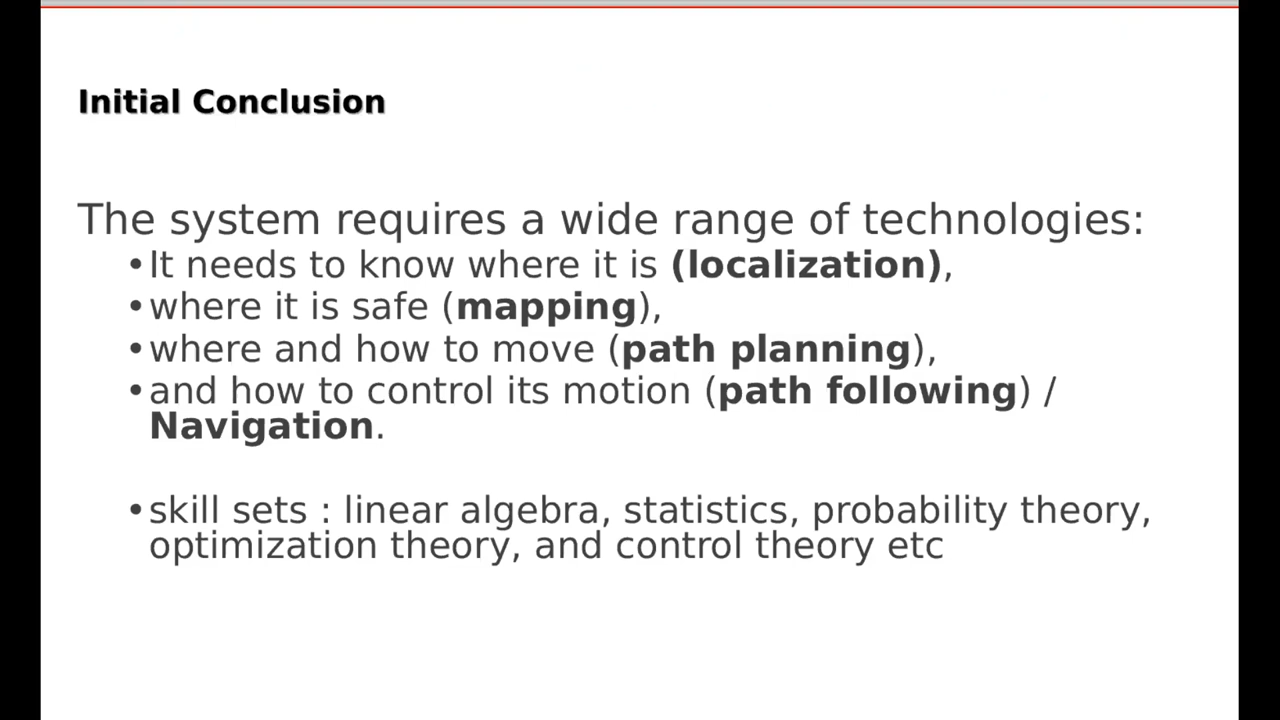 Initial Conclusion
The system requires a wide range of technologies:
•It needs to know where it is (localization),
•where it is safe (mapping),
•where and how to move (path planning),
•and how to control its motion (path following) /
Navigation.
•skill sets : linear algebra, statistics, probability theory,
optimization theory, and control theory etc